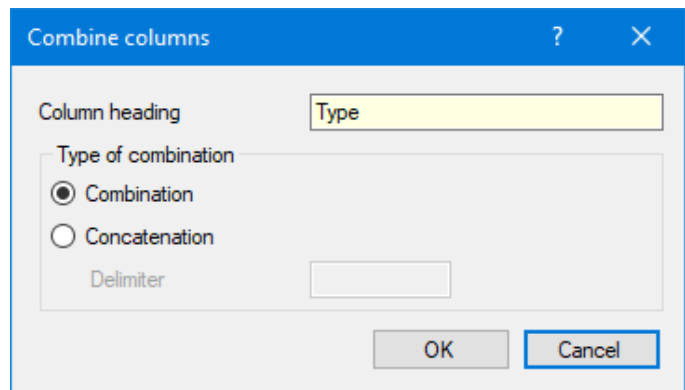 Combine columns ?
Column heading Type
Type of combination
Combination
Concatenation
Delimiter
OK Cancel